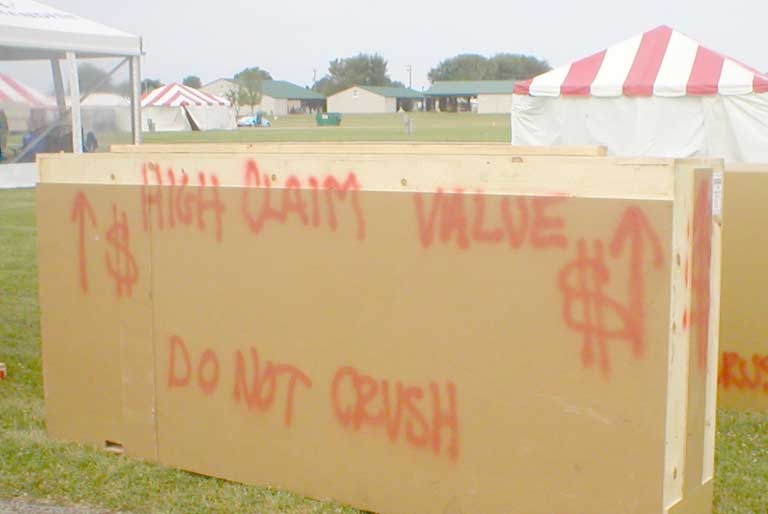 HIGH CLAIM VALUE
$ $
DO NOT CRUSH